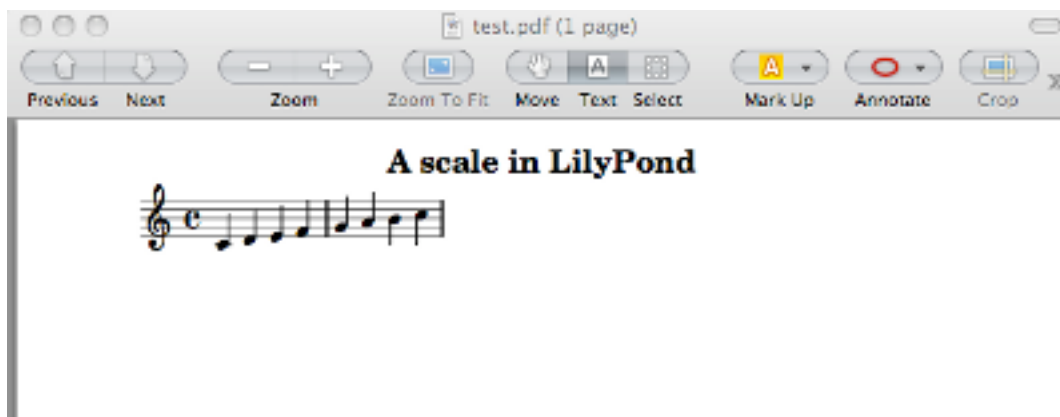 test.pdf (1 page)
Previous Next Zoom Zoom To Fit Move Text Select Mark Up Annotate Crop
A scale in LilyPond